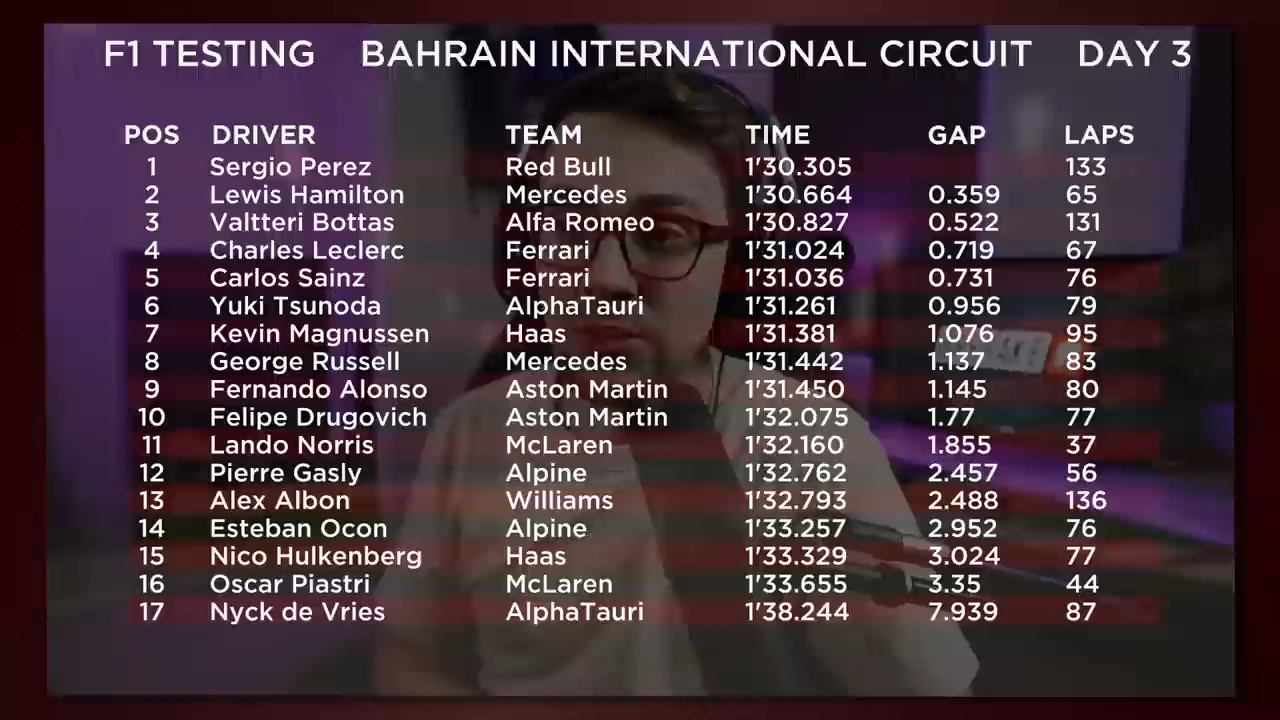 F1 TESTING BAHRAIN INTERNATIONAL CIRCUIT DAY 3
POS DRIVER TEAM TIME GAP LAPS
1 Sergio Perez Red Bull 1'30.305 133
2 Lewis Hamilton Mercedes 1'30.664 0.359 65
3 Valtteri Bottas Alfa Romeo 1'30.827 0.522 131
4 Charles Leclerc Ferrari 1'31.024 0.719 67
5 Carlos Sainz Ferrari 1'31.036 0.731 76
6 Yuki Tsunoda AlphaTauri 1'31.261 0.956 79
7 Kevin Magnussen Haas 1'31.381 1.076 95
8 George Russell Mercedes 1'31.442 1.137 83
9 Fernando Alonso Aston Martin 1'31.450 1.145 80
10 Felipe Drugovich Aston Martin 1'32.075 1.77 77
11 Lando Norris McLaren 1'32.160 1.855 37
12 Pierre Gasly Alpine 1'32.762 2.457 56
13 Alex Albon Williams 1'32.793 2.488 136
14 Esteban Ocon Alpine 1'33.257 2.952 76
15 Nico Hulkenberg Haas 1'33.329 3.024 77
16 Oscar Piastri McLaren 1'33.655 3.35 44
17 Nyck de Vries AlphaTauri 1'38.244 7.939 87